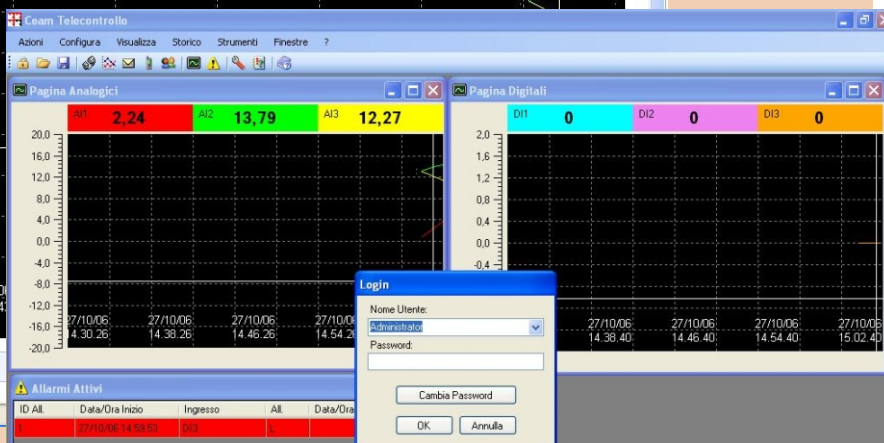 Ceam Telecontrollo
Azioni Configura Visualizza Storico Strumenti Finestre ?
Pagina Analogici
AI1 2,24 AI2 13,79 AI3 12,27
20,0
16,0
12,0
8,0
4,0
0,0
-4,0
-8,0
-12,0
-16,0
-20,0
27/10/06 27/10/06 27/10/06
14.30.26 14.38.26 14.46.26
Pagina Digitali
DI1 0 DI2 0 DI3 0
2,0
1,6
1,2
0,8
0,4
0,0
-0,4
27/10/06 27/10/06 27/10/06 27/10/06
14.38.40 14.46.40 14.54.40 15.02.40
Login
Nome Utente:
Administrator
Password:
Cambia Password
OK Annulla
Allarmi Attivi
ID All. Data/Ora Inizio Ingresso All. Data/Ora
1 27/10/06 14.59.53 DI3 L